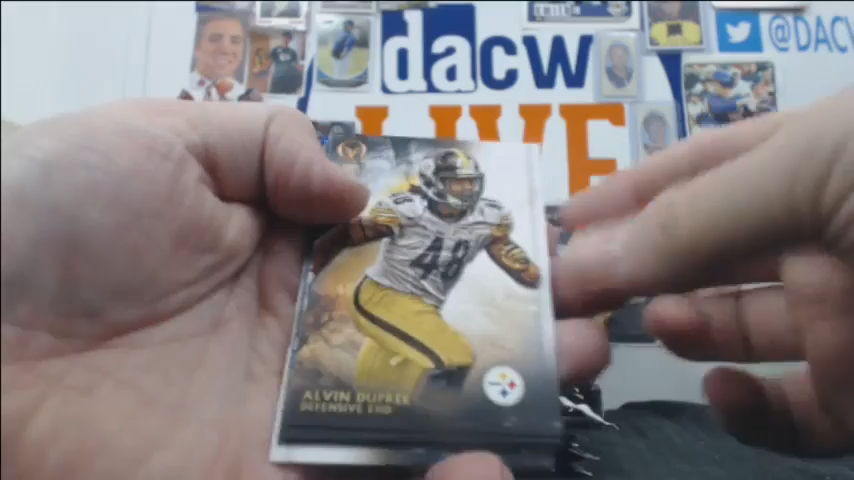 dacw
@DACW
LIVE
48
ALVIN DUPREE
DEFENSIVE END